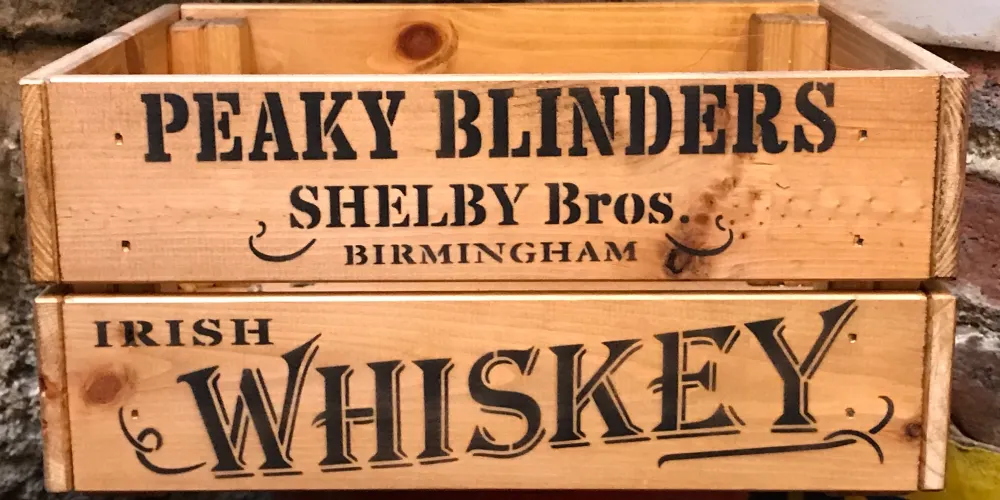 PEAKY BLINDERS
SHELBY Bros.
BIRMINGHAM
IRISH
WHISKEY